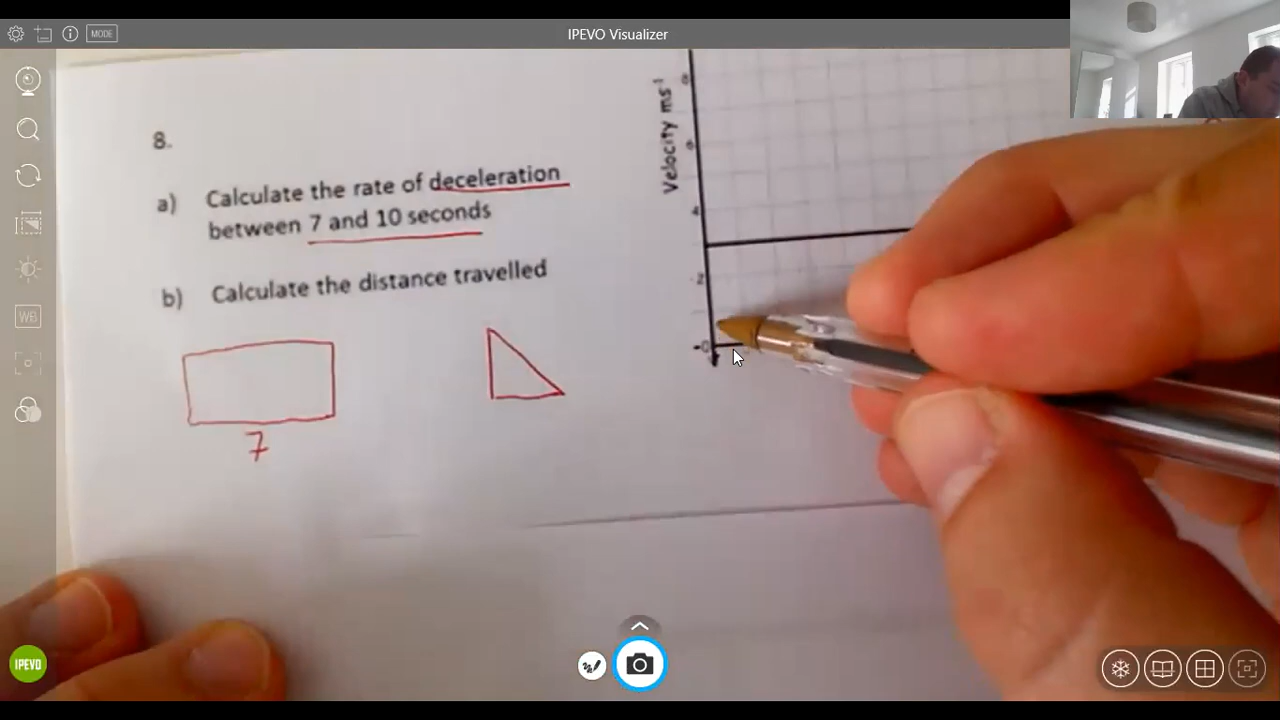 MODE
IPEVO Visualizer
8.
a) Calculate the rate of deceleration
between 7 and 10 seconds
b) Calculate the distance travelled
7
Velocity ms⁻¹
8
6
4
2
0
WB
IPEVO